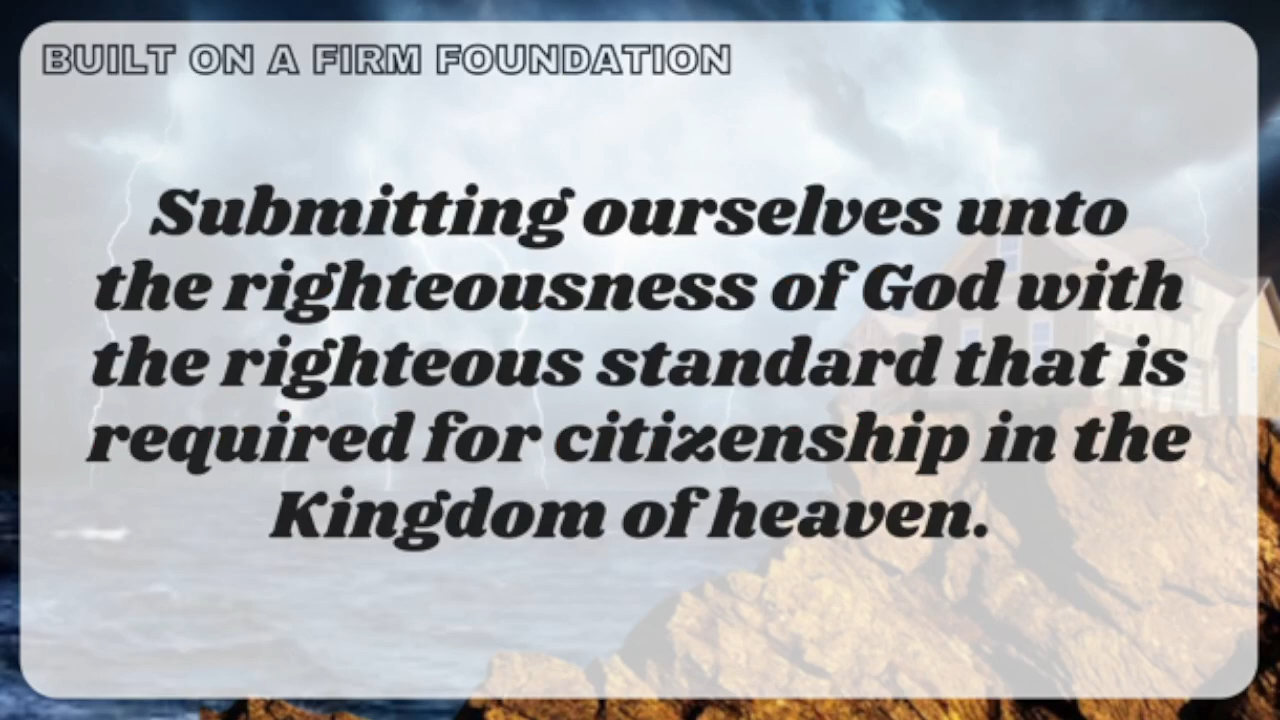 BUILT ON A FIRM FOUNDATION
Submitting ourselves unto
the righteousness of God with
the righteous standard that is
required for citizenship in the
Kingdom of heaven.